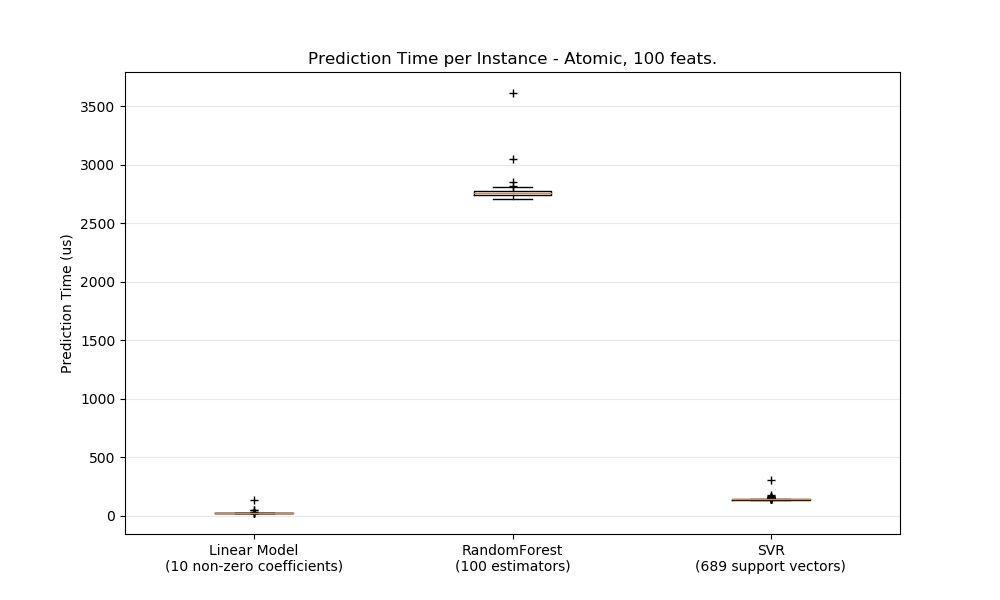 Prediction Time per Instance - Atomic, 100 feats.
Prediction Time (us)
3500
3000
2500
2000
1500
1000
500
0
Linear Model
(10 non-zero coefficients)
RandomForest
(100 estimators)
SVR
(689 support vectors)